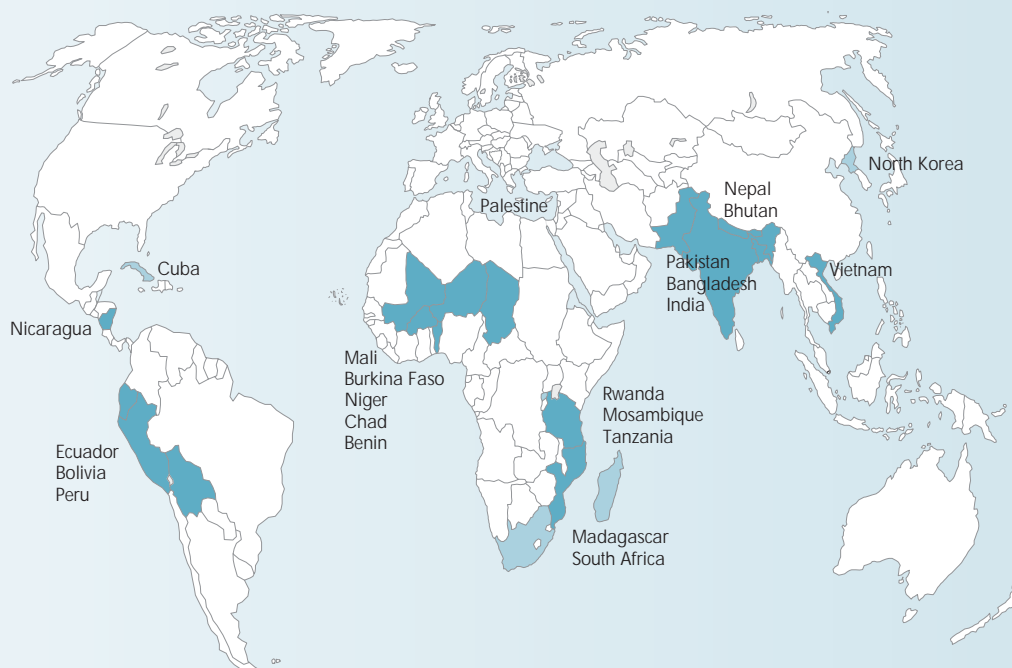 North Korea
Nepal
Bhutan
Palestine
Pakistan
Bangladesh
India
Vietnam
Cuba
Nicaragua
Mali
Burkina Faso
Niger
Chad
Benin
Rwanda
Mosambique
Tanzania
Ecuador
Bolivia
Peru
Madagascar
South Africa